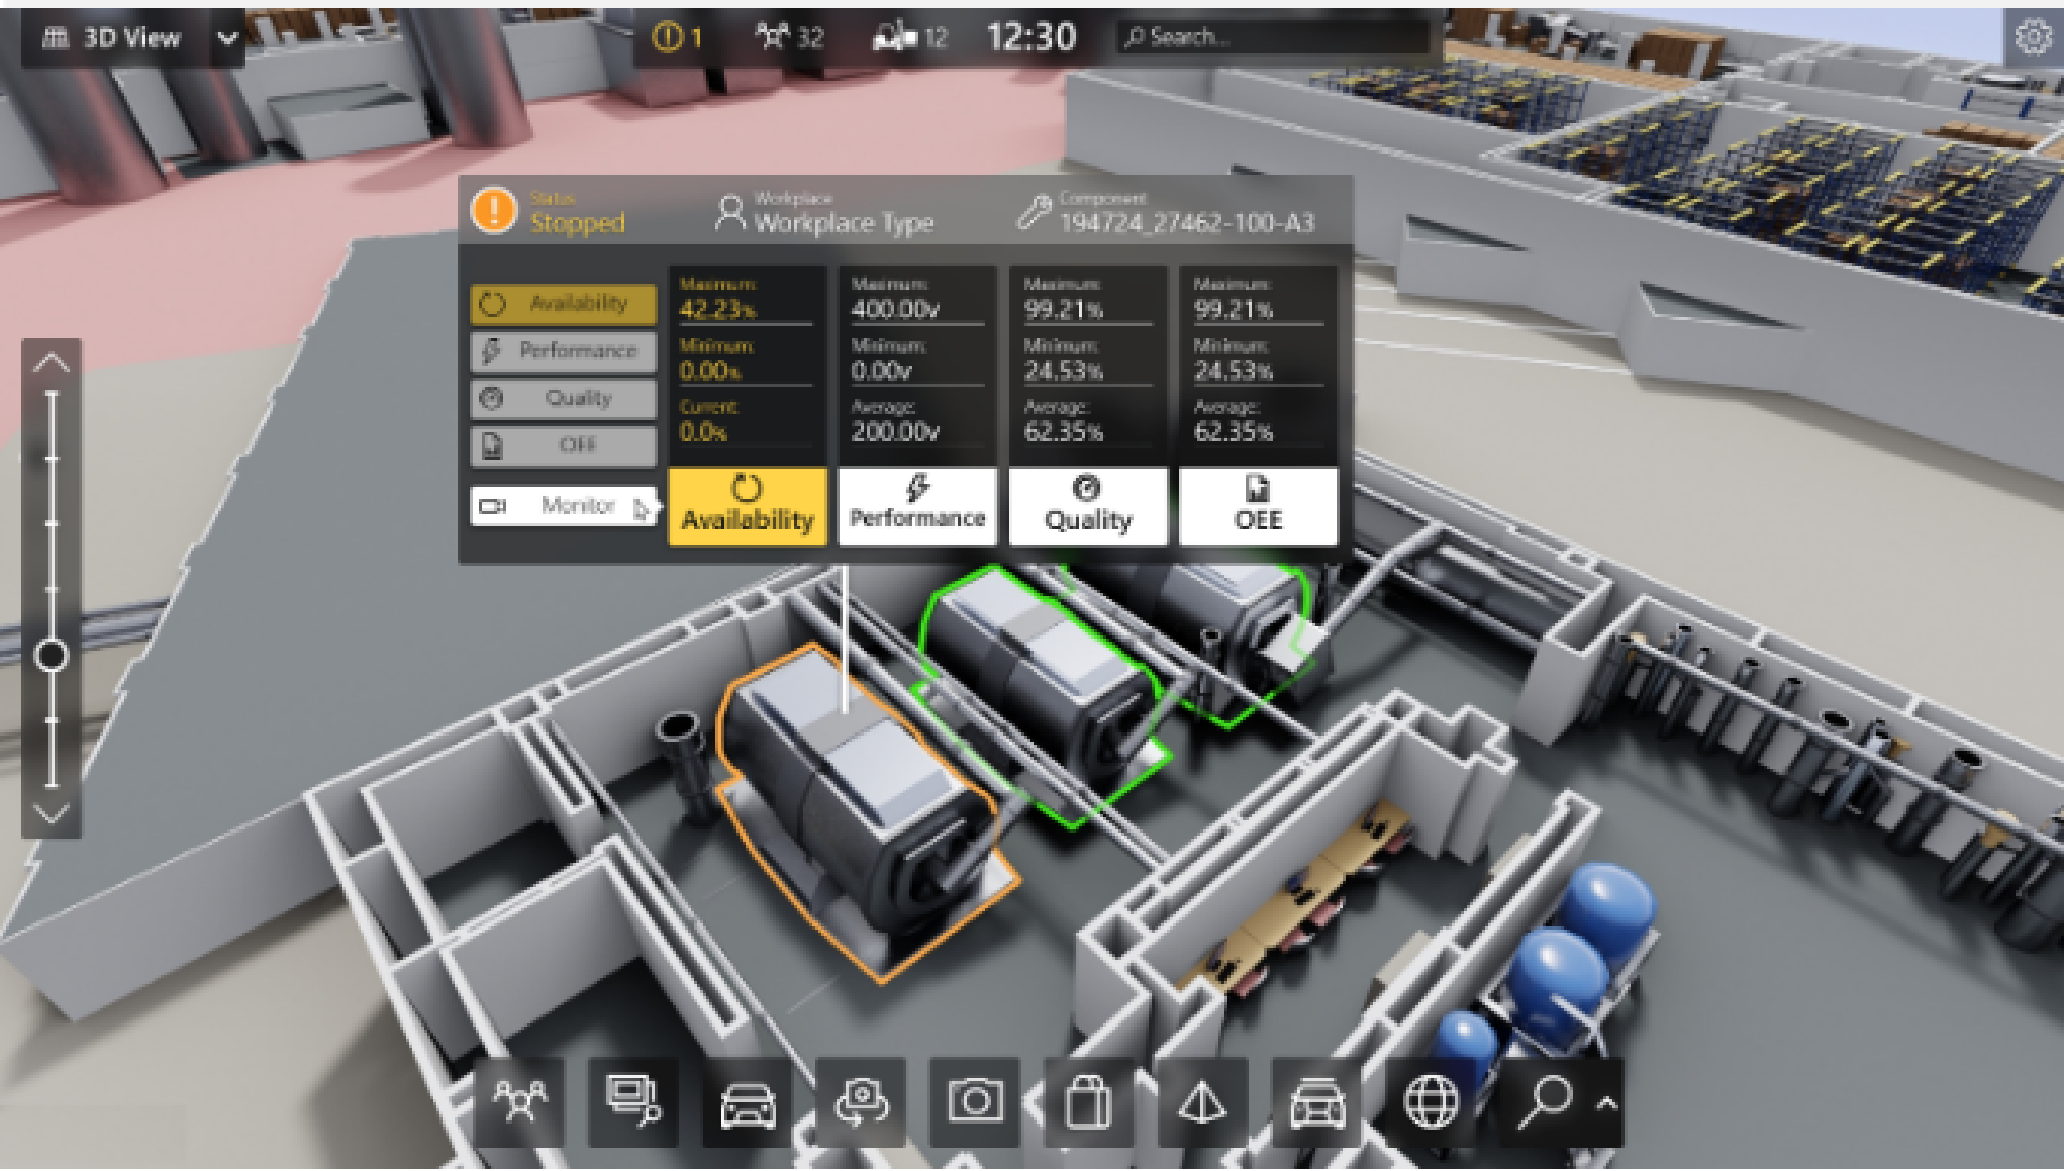 3D View
1
32
12
12:30
Search...
Status
Stopped
Workplace
Workplace Type
Component
194724_27462-100-A3
Availability
Performance
Quality
OEE
Monitor
Maximum:
42.23%
Minimum:
0.00%
Current:
0.0%
Availability
Maximum:
400.00v
Minimum:
0.00v
Average:
200.00v
Performance
Maximum:
99.21%
Minimum:
24.53%
Average:
62.35%
Quality
Maximum:
99.21%
Minimum:
24.53%
Average:
62.35%
OEE